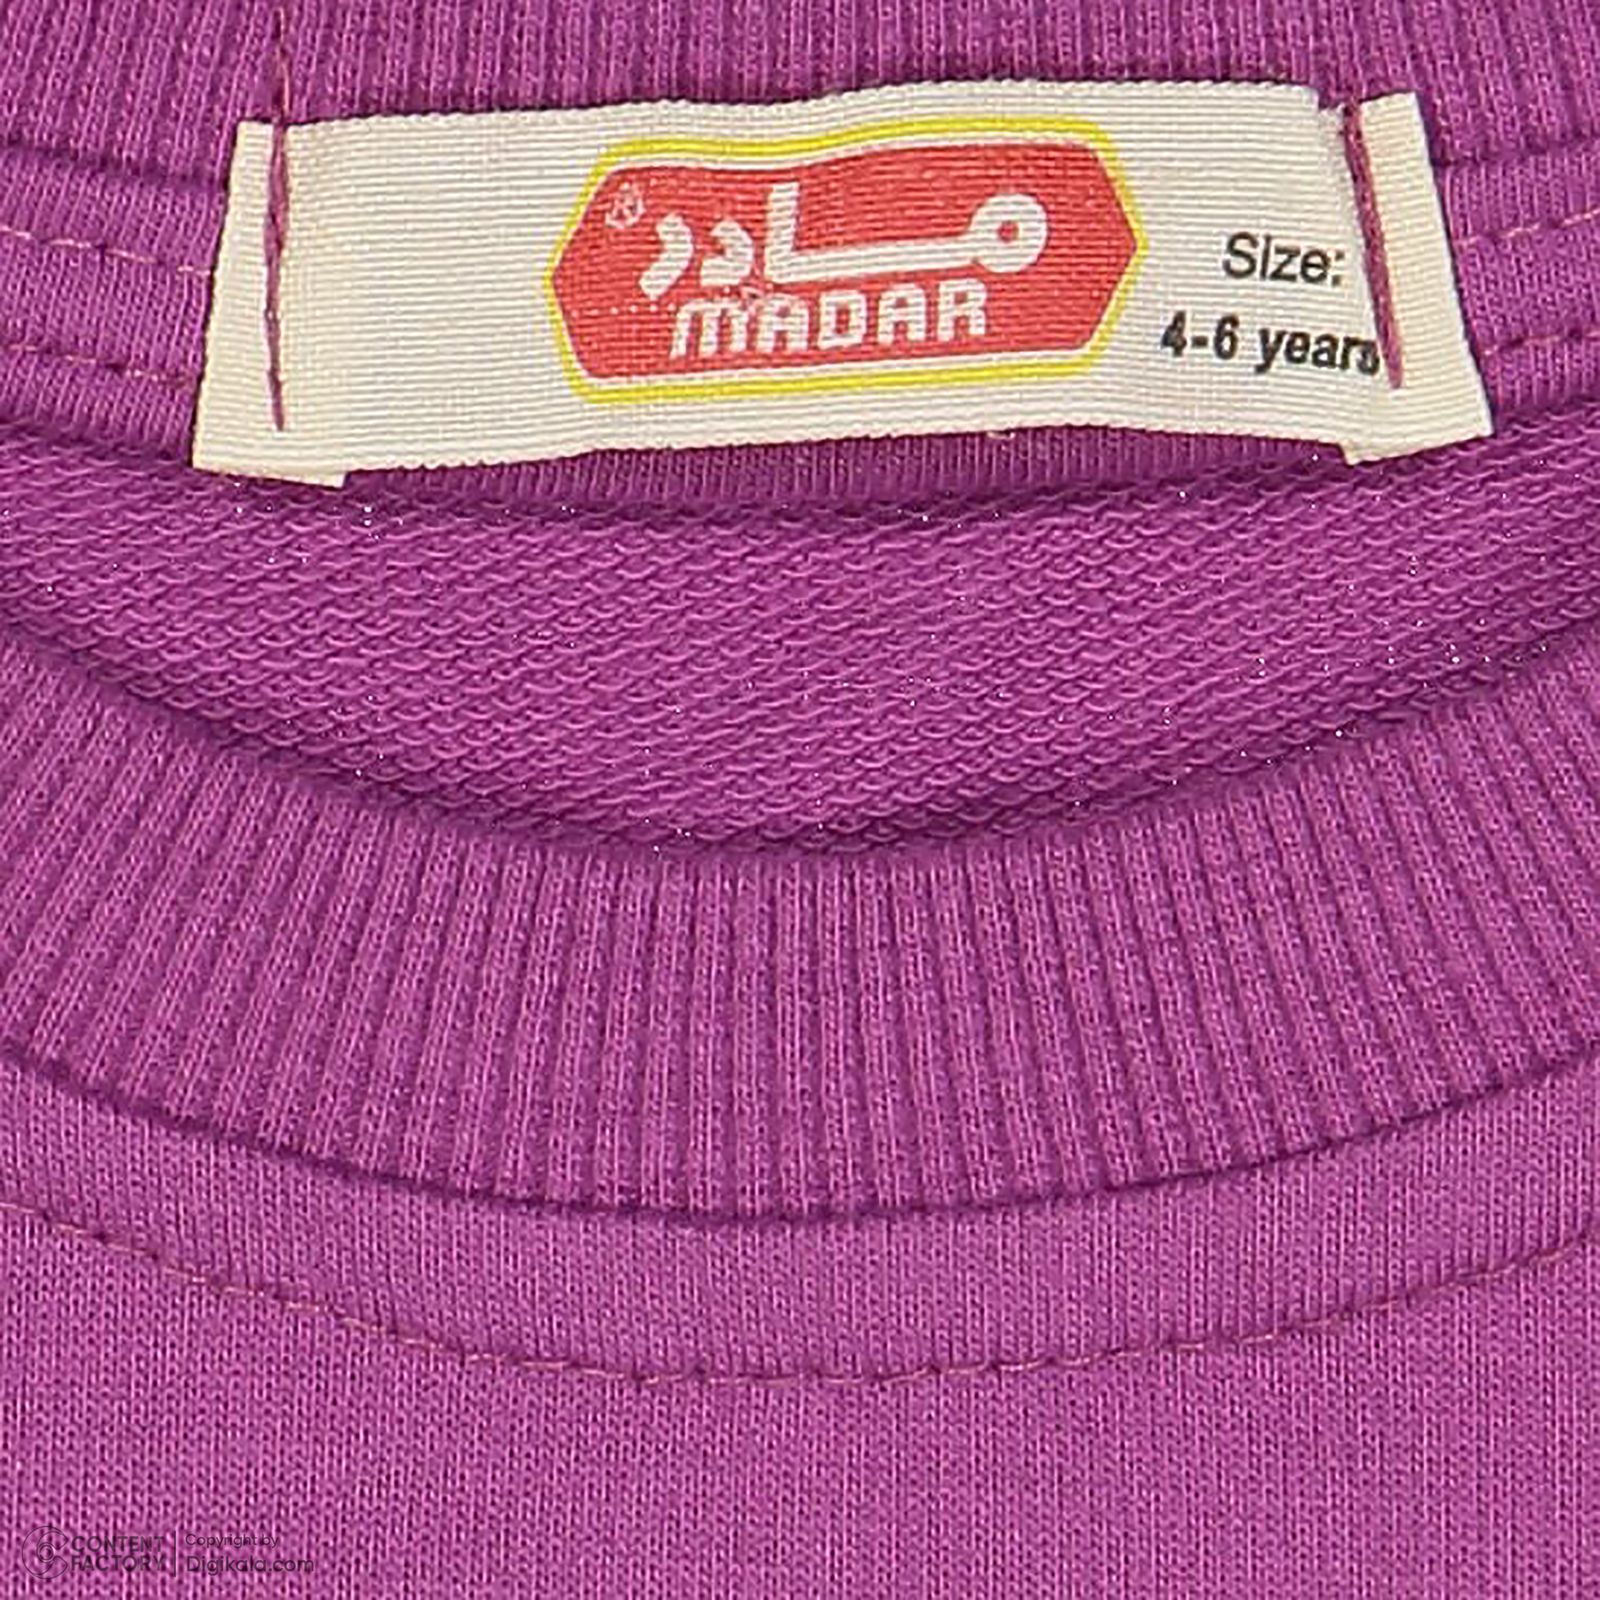 مادر ®
MADAR
Size:
4-6 years
CONTENT FACTORY
Copyright by
Digikala.com